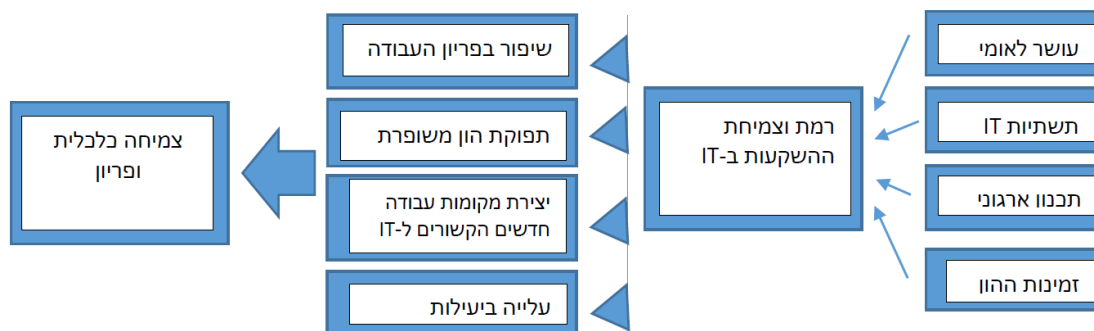 עושר לאומי
תשתיות IT
תכנון ארגוני
זמינות ההון
רמת וצמיחת
ההשקעות ב-IT
שיפור בפריון העבודה
תפוקת הון משופרת
יצירת מקומות עבודה
חדשים הקשורים ל-IT
עלייה ביעילות
צמיחה כלכלית
ופריון